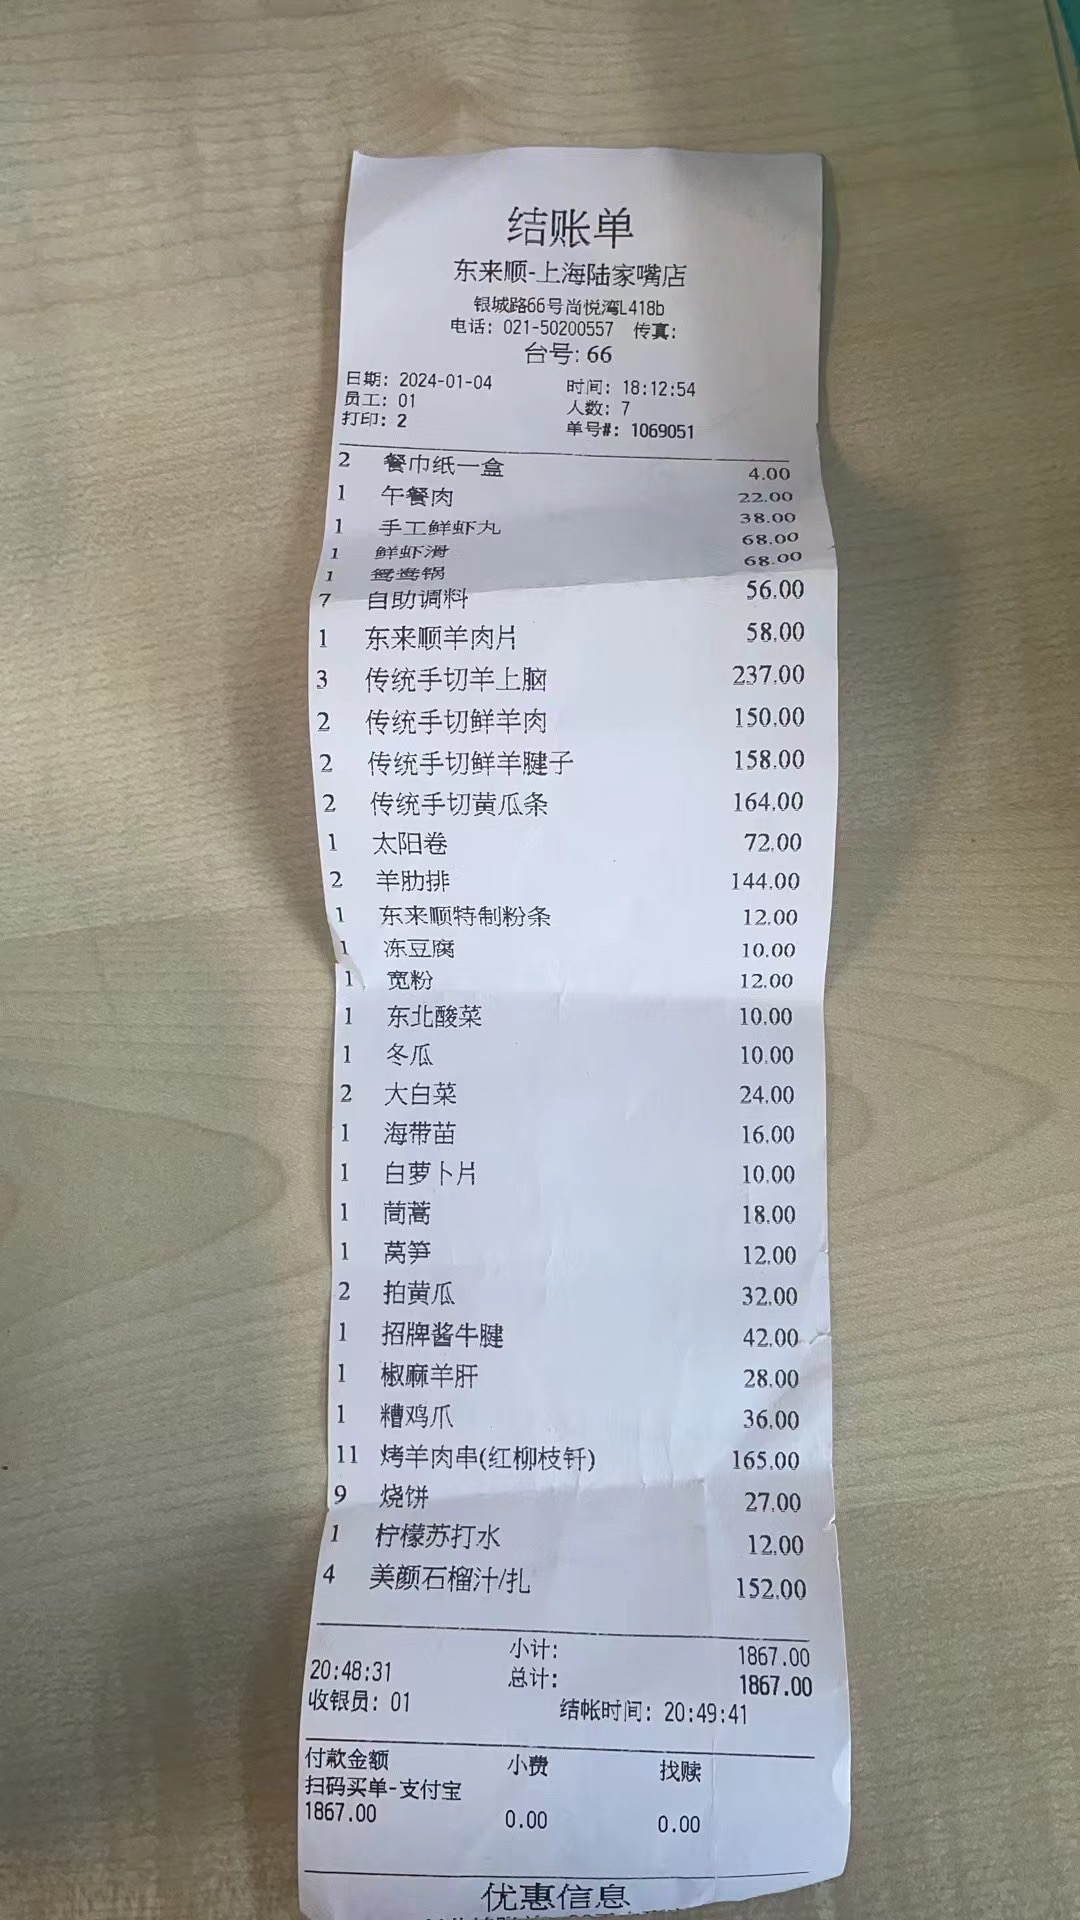 结账单
东来顺-上海陆家嘴店
银城路66号尚悦湾L418b
电话: 021-50200557 传真:
台号: 66
日期: 2024-01-04 时间: 18:12:54
员工: 01 人数: 7
打印: 2 单号#: 1069051
2 餐巾纸一盒 4.00
1 午餐肉 22.00
1 手工鲜虾丸 38.00
1 鲜虾滑 68.00
1 鸳鸯锅 68.00
7 自助调料 56.00
1 东来顺羊肉片 58.00
3 传统手切羊上脑 237.00
2 传统手切鲜羊肉 150.00
2 传统手切鲜羊腱子 158.00
2 传统手切黄瓜条 164.00
1 太阳卷 72.00
2 羊肋排 144.00
1 东来顺特制粉条 12.00
1 冻豆腐 10.00
1 宽粉 12.00
1 东北酸菜 10.00
1 冬瓜 10.00
2 大白菜 24.00
1 海带苗 16.00
1 白萝卜片 10.00
1 茼蒿 18.00
1 莴笋 12.00
2 拍黄瓜 32.00
1 招牌酱牛腱 42.00
1 椒麻羊肝 28.00
1 糟鸡爪 36.00
11 烤羊肉串(红柳枝钎) 165.00
9 烧饼 27.00
1 柠檬苏打水 12.00
4 美颜石榴汁/扎 152.00
小计: 1867.00
20:48:31 总计: 1867.00
收银员: 01 结帐时间: 20:49:41
付款金额 小费 找赎
扫码买单-支付宝
1867.00 0.00 0.00
优惠信息